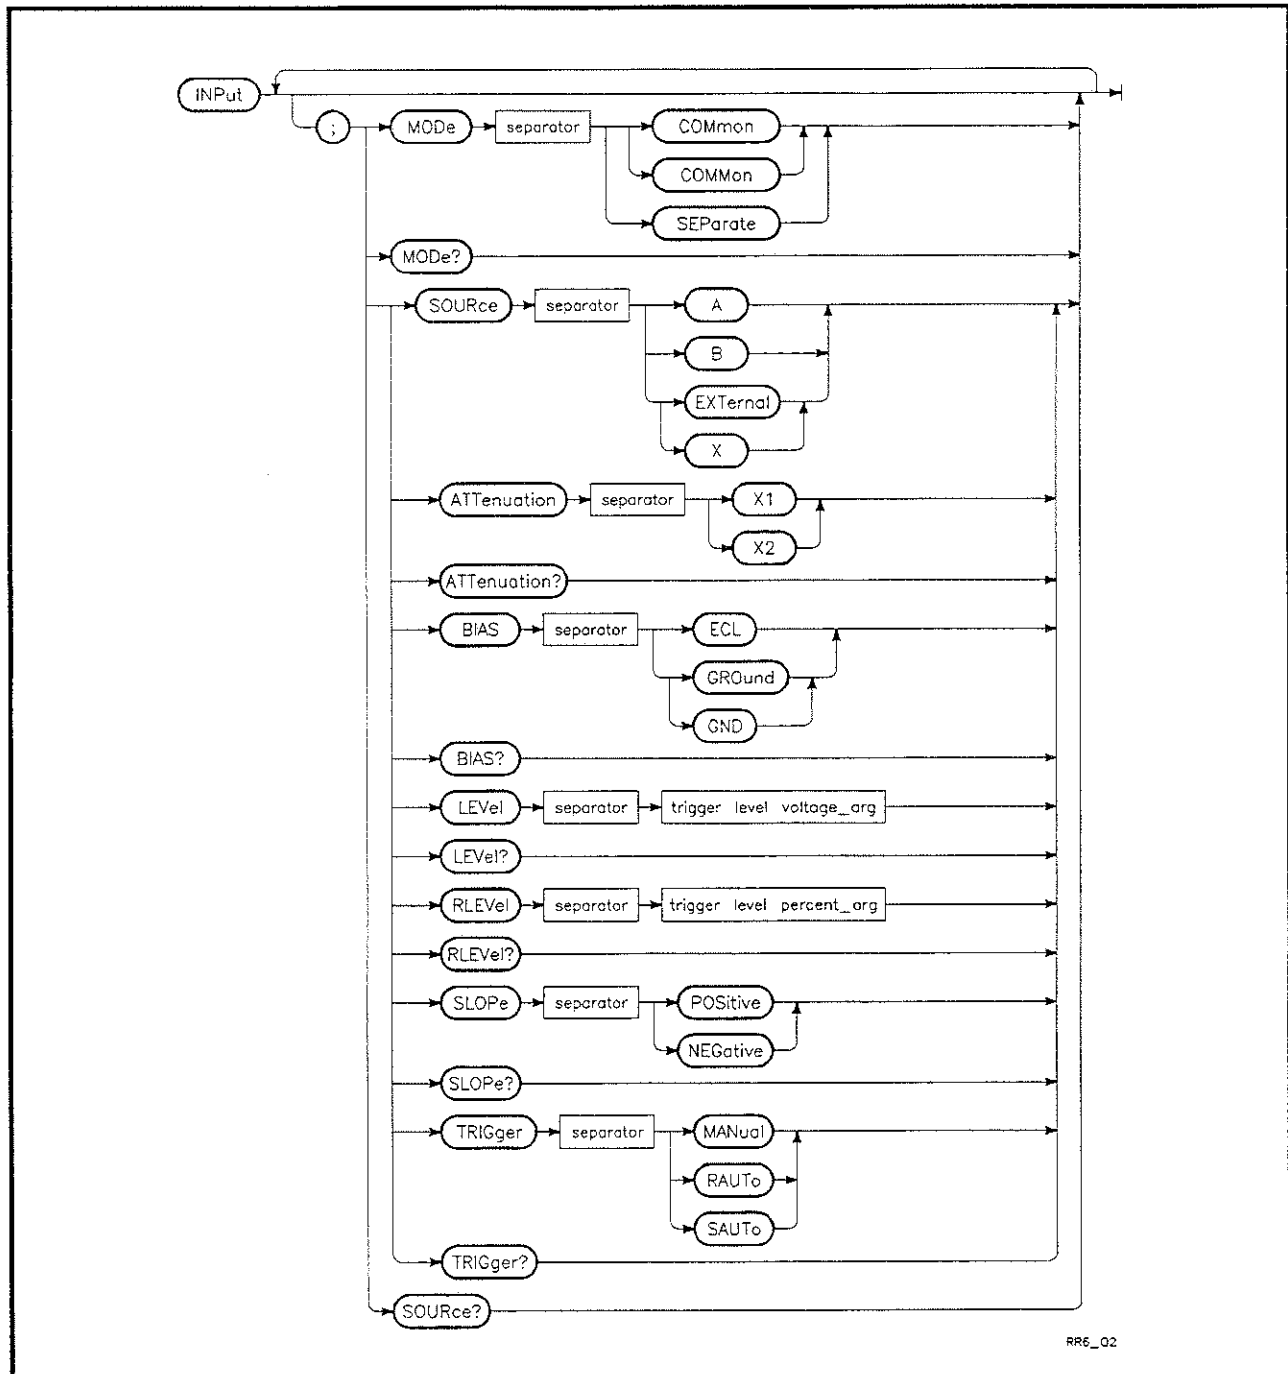 INPut
;
MODe separator COMmon
COMMon
SEParate
MODe?
SOURce separator A
B
EXTernal
X
ATTenuation separator X1
X2
ATTenuation?
BIAS separator ECL
GROund
GND
BIAS?
LEVel separator trigger level voltage_arg
LEVel?
RLEVel separator trigger level percent_arg
RLEVel?
SLOPe separator POSitive
NEGative
SLOPe?
TRIGger separator MANual
RAUTo
SAUTo
TRIGger?
SOURce?
RR6_02